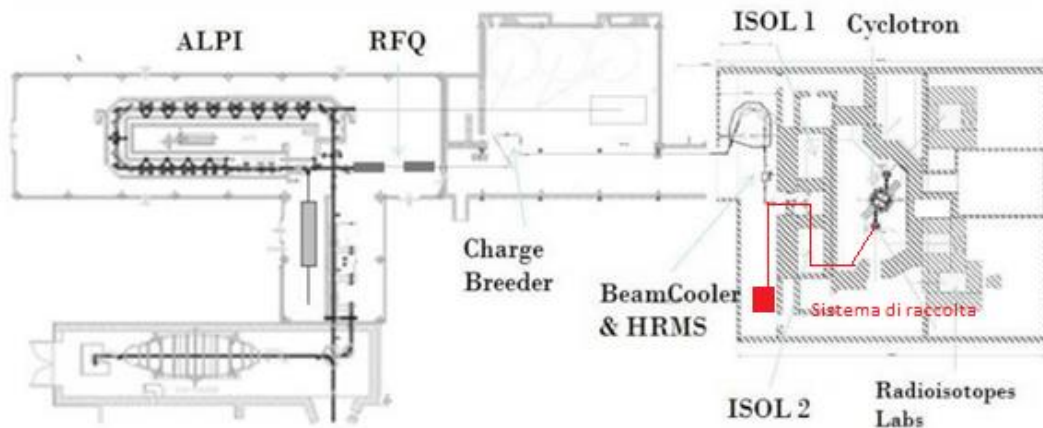 ISOL 1
Cyclotron
ALPI
RFQ
Charge
Breeder
BeamCooler
& HRMS
Sistema di raccolta
ISOL 2
Radioisotopes
Labs